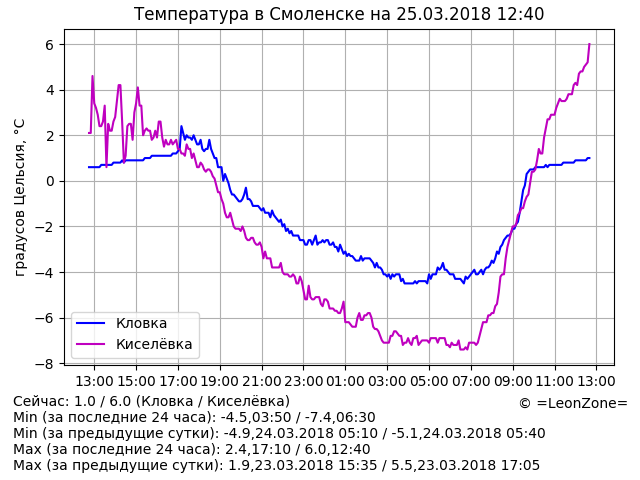 Температура в Смоленске на 25.03.2018 12:40
градусов Цельсия, °C
6
4
2
0
−2
−4
−6
−8
Кловка
Киселёвка
13:00 15:00 17:00 19:00 21:00 23:00 01:00 03:00 05:00 07:00 09:00 11:00 13:00
Сейчас: 1.0 / 6.0 (Кловка / Киселёвка)
© =LeonZone=
Min (за последние 24 часа): -4.5,03:50 / -7.4,06:30
Min (за предыдущие сутки): -4.9,24.03.2018 05:10 / -5.1,24.03.2018 05:40
Max (за последние 24 часа): 2.4,17:10 / 6.0,12:40
Max (за предыдущие сутки): 1.9,23.03.2018 15:35 / 5.5,23.03.2018 17:05